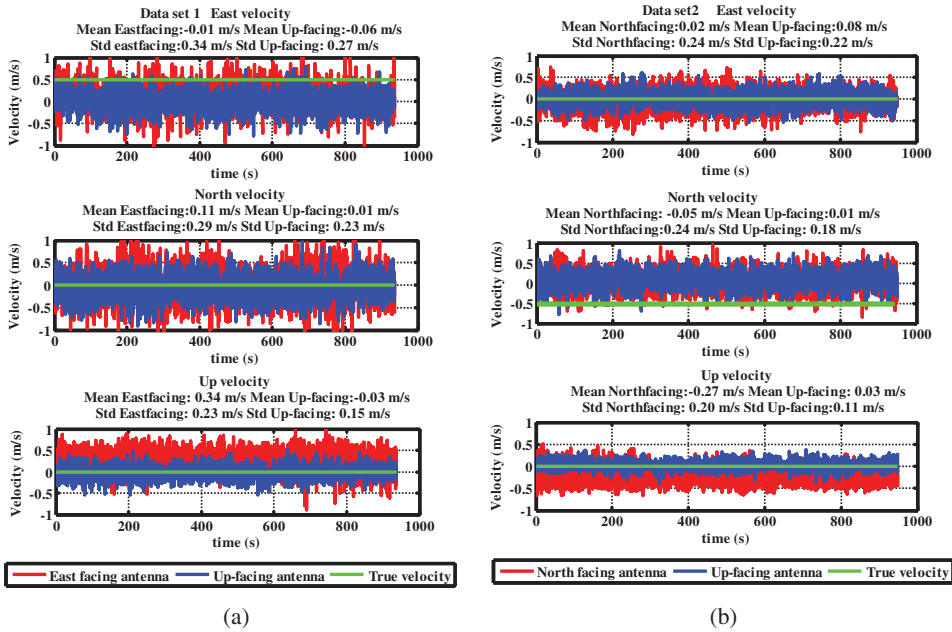 Data set 1 East velocity
Mean Eastfacing:-0.01 m/s Mean Up-facing:-0.06 m/s
Std eastfacing:0.34 m/s Std Up-facing: 0.27 m/s
Velocity (m/s)
1
0.5
0
-0.5
-1
0 200 400 600 800 1000
time (s)
North velocity
Mean Eastfacing:0.11 m/s Mean Up-facing:0.01 m/s
Std Eastfacing:0.29 m/s Std Up-facing: 0.23 m/s
Velocity (m/s)
1
0.5
0
-0.5
-1
0 200 400 600 800 1000
time (s)
Up velocity
Mean Eastfacing: 0.34 m/s Mean Up-facing:-0.03 m/s
Std Eastfacing: 0.23 m/s Std Up-facing: 0.15 m/s
Velocity (m/s)
1
0.5
0
-0.5
-1
0 200 400 600 800 1000
time (s)
East facing antenna Up-facing antenna True velocity
(a)
Data set2 East velocity
Mean Northfacing:0.02 m/s Mean Up-facing:0.08 m/s
Std Northfacing: 0.24 m/s Std Up-facing:0.22 m/s
Velocity (m/s)
1
0.5
0
-0.5
-1
0 200 400 600 800 1000
time (s)
North velocity
Mean Northfacing: -0.05 m/s Mean Up-facing:0.01 m/s
Std Northfacing:0.24 m/s Std Up-facing: 0.18 m/s
Velocity (m/s)
1
0.5
0
-0.5
-1
0 200 400 600 800 1000
time (s)
Up velocity
Mean Northfacing:-0.27 m/s Mean Up-facing: 0.03 m/s
Std Northfacing: 0.20 m/s Std Up-facing:0.11 m/s
Velocity (m/s)
1
0.5
0
-0.5
-1
0 200 400 600 800 1000
time (s)
North facing antenna Up-facing antenna True velocity
(b)